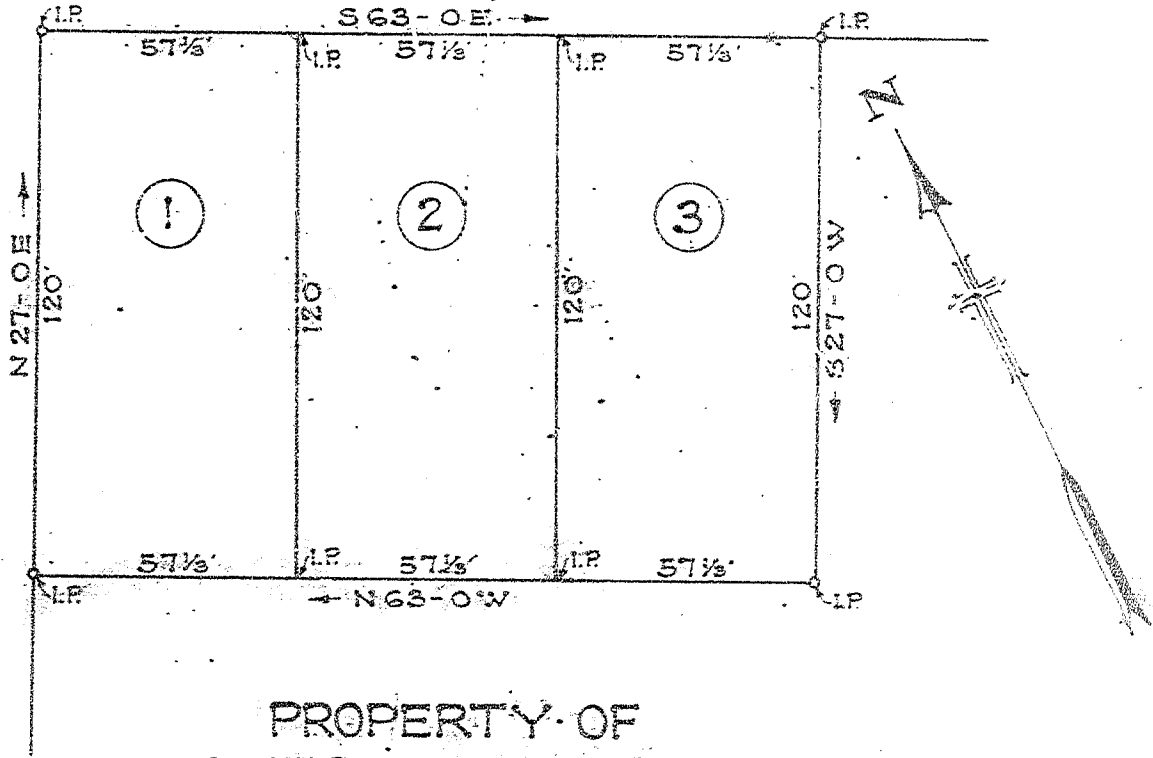 I.P. S 63-0 E I.P.
57⅓' I.P. 57⅓' I.P. 57⅓'
N
1 2 3
N 27-0 E 120' 120' 120' 120' S 27-0 W
57⅓' I.P. 57⅓' I.P. 57⅓'
I.P. N 63-0 W I.P.
PROPERTY OF